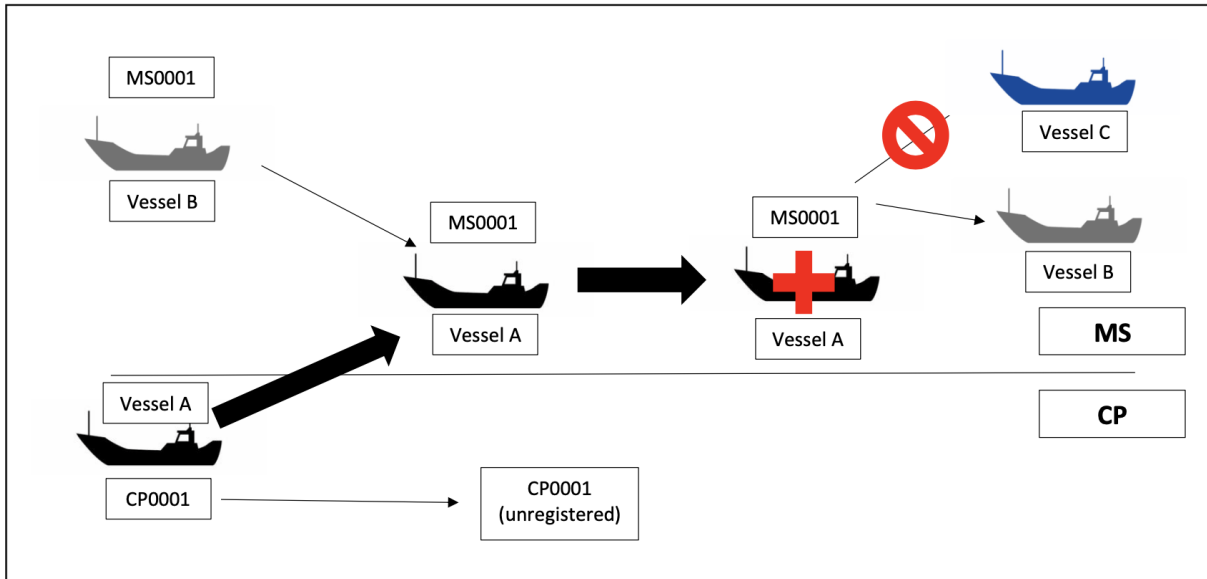 MS0001
Vessel B
MS0001
Vessel A
MS0001
Vessel A
Vessel C
Vessel B
MS
Vessel A
CP0001
CP0001
(unregistered)
CP